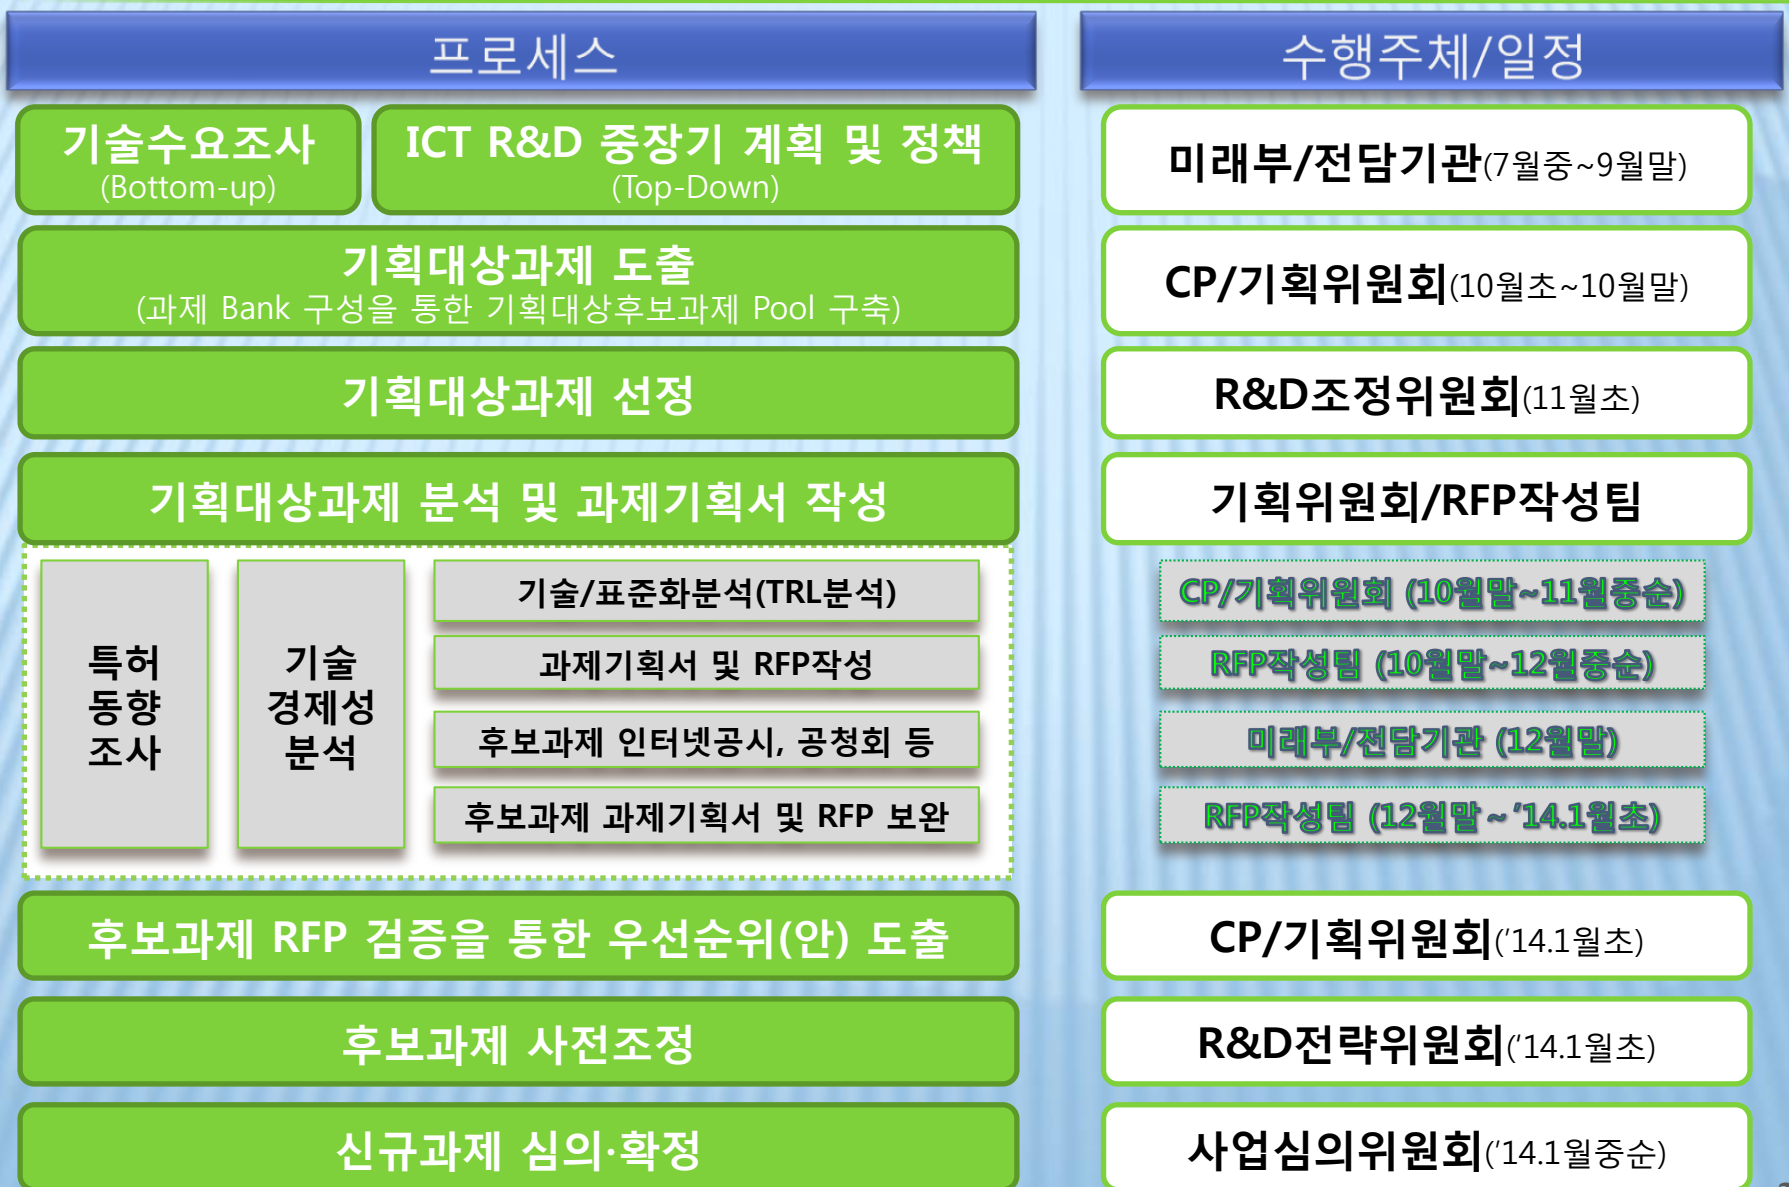 프로세스
수행주체/일정
기술수요조사
(Bottom-up)
ICT R&D 중장기 계획 및 정책
(Top-Down)
미래부/전담기관(7월중~9월말)
기획대상과제 도출
(과제 Bank 구성을 통한 기획대상후보과제 Pool 구축)
CP/기획위원회(10월초~10월말)
기획대상과제 선정
R&D조정위원회(11월초)
기획대상과제 분석 및 과제기획서 작성
기획위원회/RFP작성팀
특허
동향
조사
기술
경제성
분석
기술/표준화분석(TRL분석)
CP/기획위원회 (10월말~11월중순)
과제기획서 및 RFP작성
RFP작성팀 (10월말~12월중순)
후보과제 인터넷공시, 공청회 등
미래부/전담기관 (12월말)
후보과제 과제기획서 및 RFP 보완
RFP작성팀 (12월말~'14.1월초)
후보과제 RFP 검증을 통한 우선순위(안) 도출
CP/기획위원회('14.1월초)
후보과제 사전조정
R&D전략위원회('14.1월초)
신규과제 심의·확정
사업심의위원회('14.1월중순)